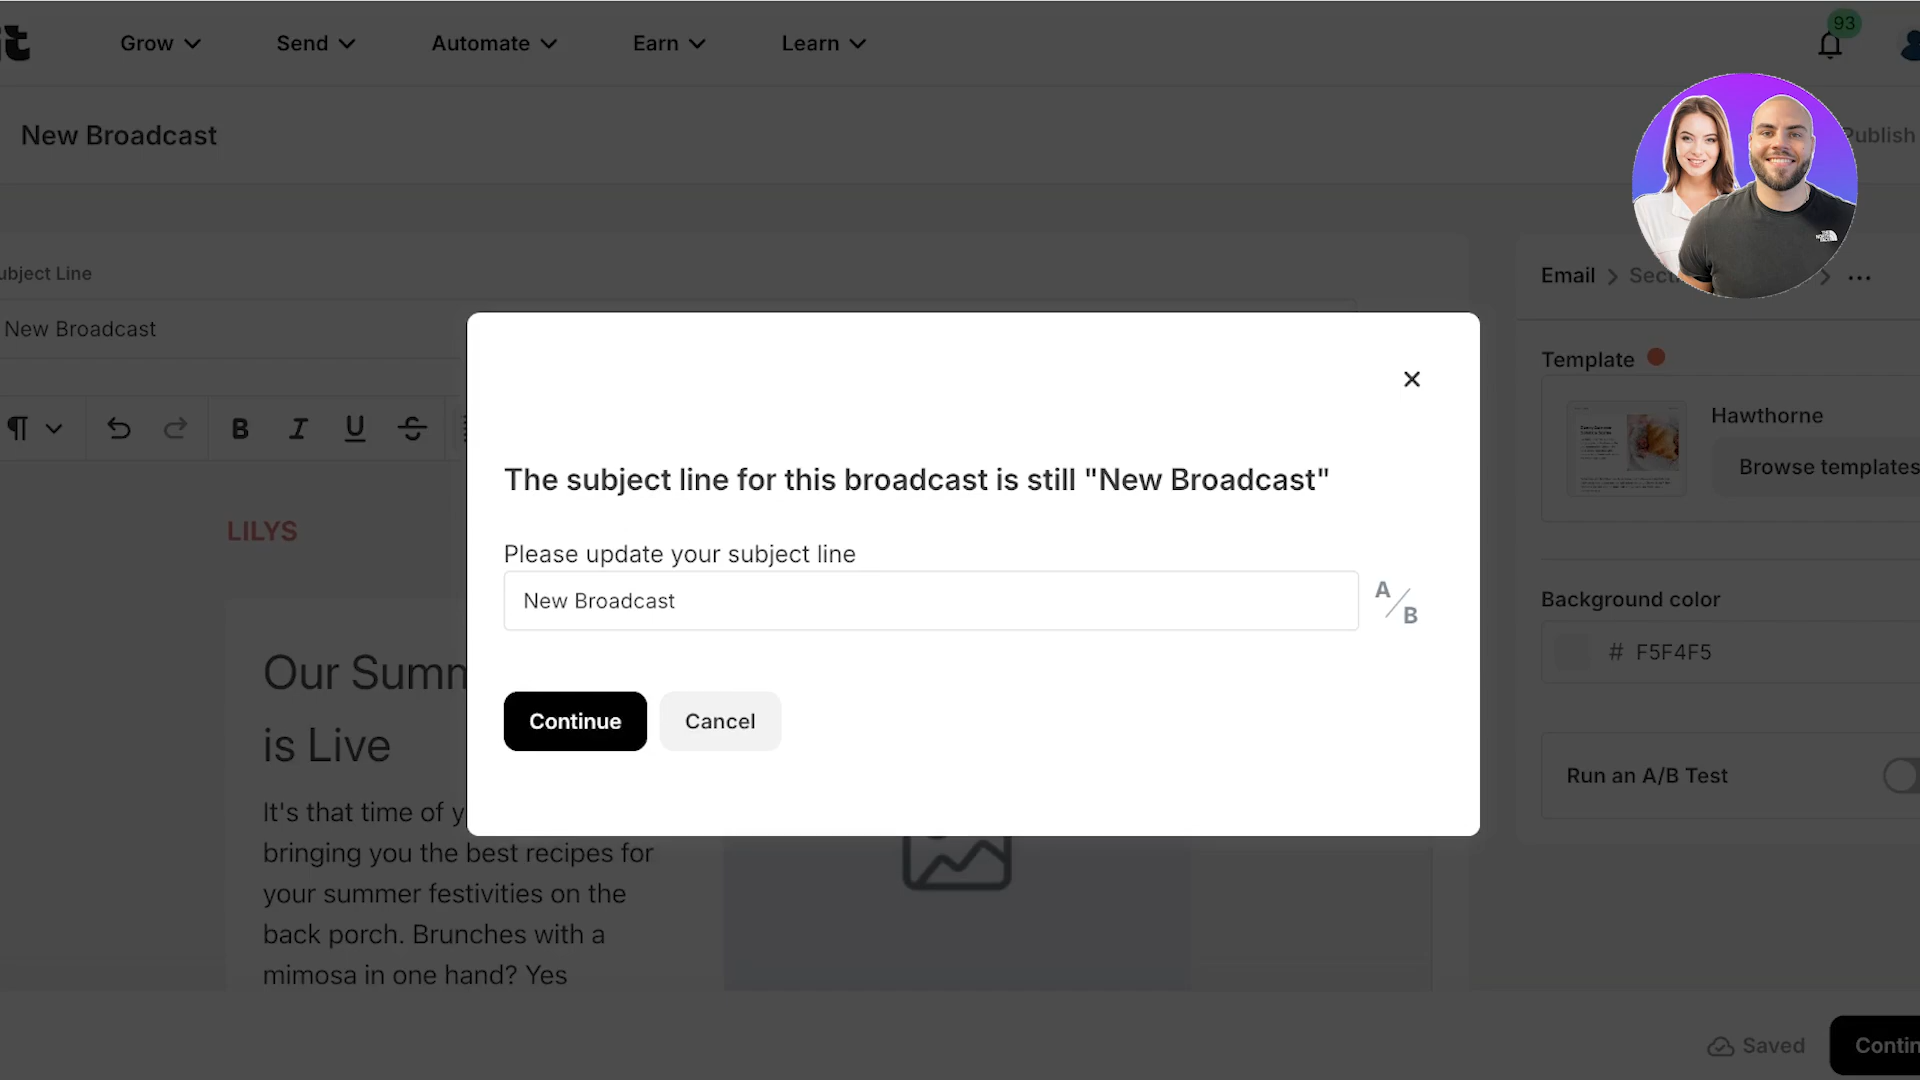 Grow Send Automate Earn Learn
93
New Broadcast
Publish
ubject Line
New Broadcast
Email
Template
Hawthorne
Browse templates
B I U S
LILYS
The subject line for this broadcast is still "New Broadcast"
Please update your subject line
New Broadcast
A/B
Continue Cancel
Background color
# F5F4F5
Run an A/B Test
Our Summ
is Live
It's that time of y
bringing you the best recipes for
your summer festivities on the
back porch. Brunches with a
mimosa in one hand? Yes
Saved
Contin